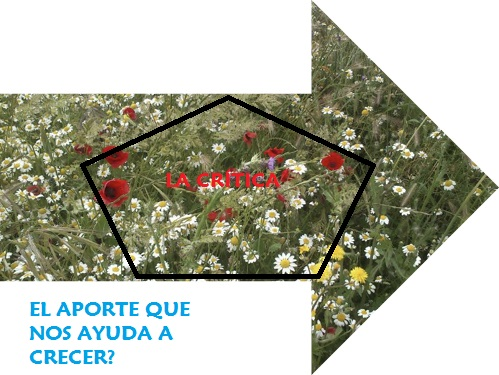 LA CRÍTICA
EL APORTE QUE
NOS AYUDA A
CRECER?